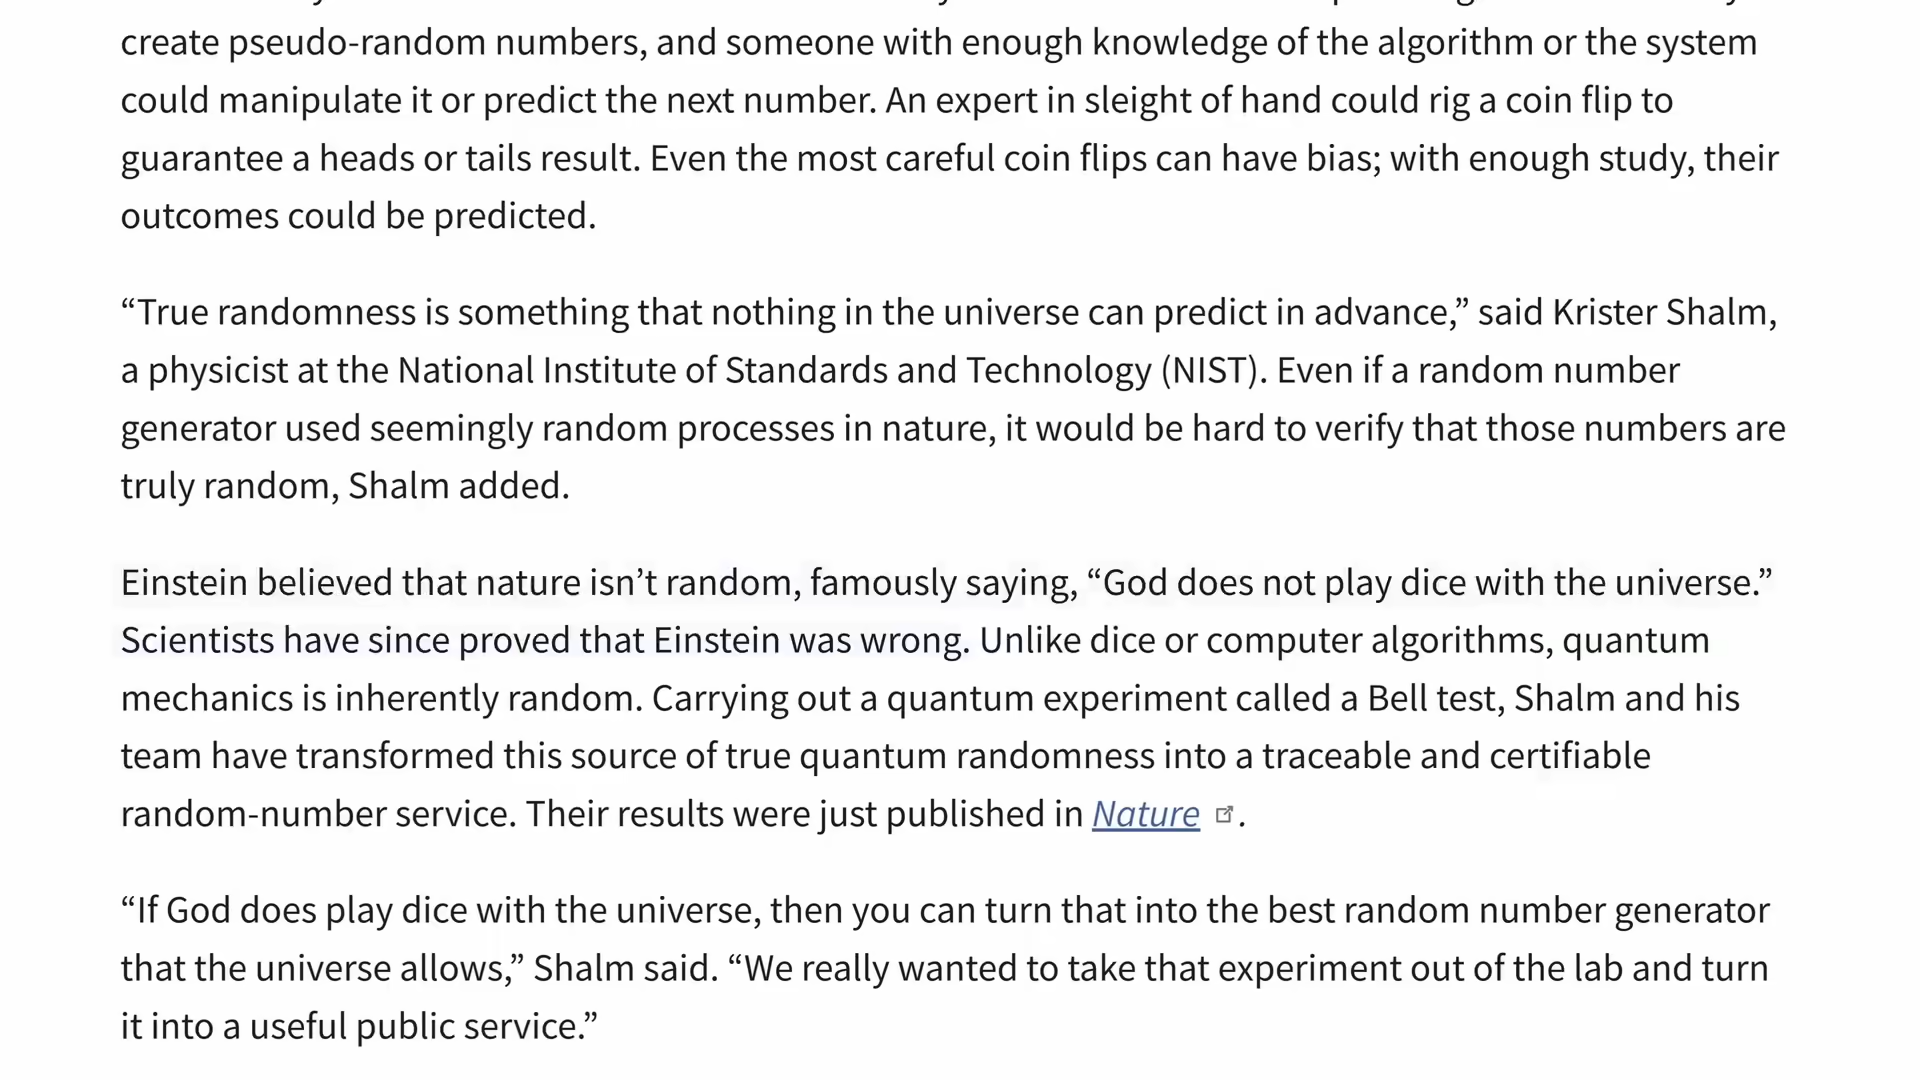 create pseudo-random numbers, and someone with enough knowledge of the algorithm or the system
could manipulate it or predict the next number. An expert in sleight of hand could rig a coin flip to
guarantee a heads or tails result. Even the most careful coin flips can have bias; with enough study, their
outcomes could be predicted.
“True randomness is something that nothing in the universe can predict in advance,” said Krister Shalm,
a physicist at the National Institute of Standards and Technology (NIST). Even if a random number
generator used seemingly random processes in nature, it would be hard to verify that those numbers are
truly random, Shalm added.
Einstein believed that nature isn’t random, famously saying, “God does not play dice with the universe.”
Scientists have since proved that Einstein was wrong. Unlike dice or computer algorithms, quantum
mechanics is inherently random. Carrying out a quantum experiment called a Bell test, Shalm and his
team have transformed this source of true quantum randomness into a traceable and certifiable
random-number service. Their results were just published in Nature.
“If God does play dice with the universe, then you can turn that into the best random number generator
that the universe allows,” Shalm said. “We really wanted to take that experiment out of the lab and turn
it into a useful public service.”